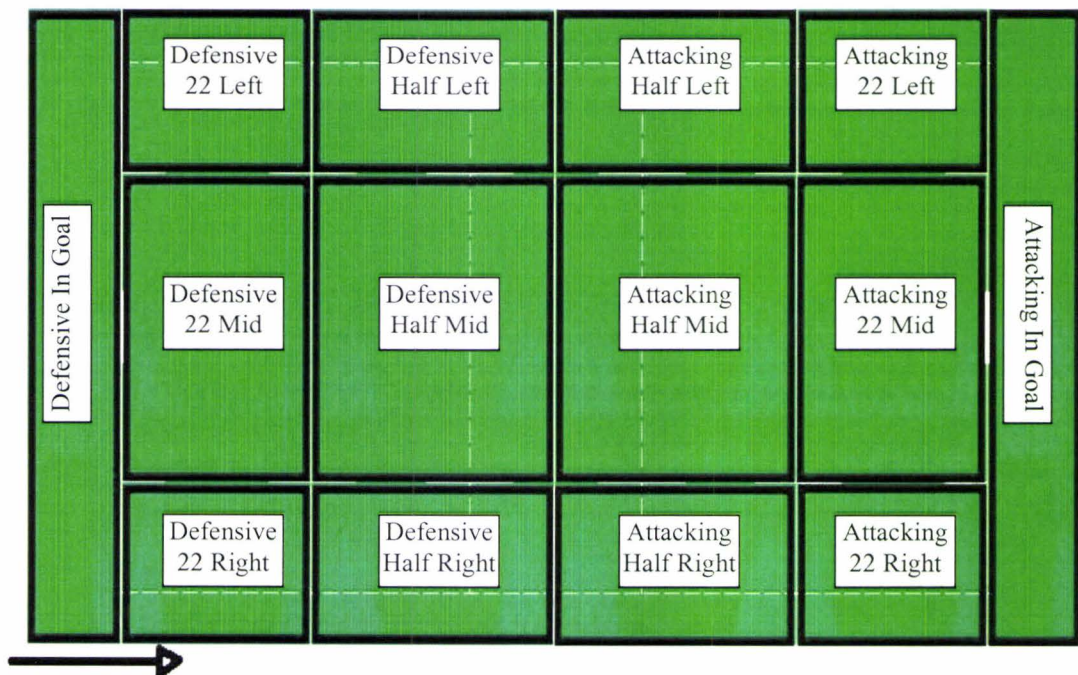 Defensive
22 Left
Defensive
Half Left
Attacking
Half Left
Attacking
22 Left
Defensive In Goal
Defensive
22 Mid
Defensive
Half Mid
Attacking
Half Mid
Attacking
22 Mid
Attacking In Goal
Defensive
22 Right
Defensive
Half Right
Attacking
Half Right
Attacking
22 Right